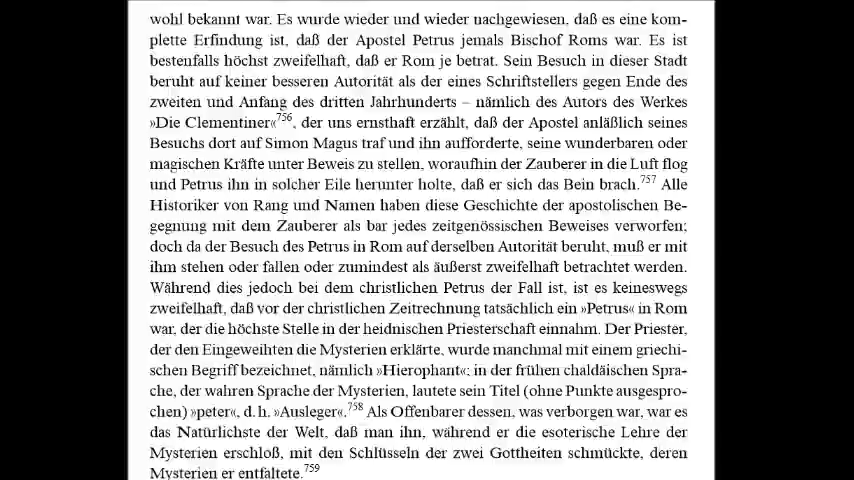 wohl bekannt war. Es wurde wieder und wieder nachgewiesen, daß es eine kom-
plette Erfindung ist, daß der Apostel Petrus jemals Bischof Roms war. Es ist
bestenfalls höchst zweifelhaft, daß er Rom je betrat. Sein Besuch in dieser Stadt
beruht auf keiner besseren Autorität als der eines Schriftstellers gegen Ende des
zweiten und Anfang des dritten Jahrhunderts – nämlich des Autors des Werkes
»Die Clementiner«756, der uns ernsthaft erzählt, daß der Apostel anläßlich seines
Besuchs dort auf Simon Magus traf und ihn aufforderte, seine wunderbaren oder
magischen Kräfte unter Beweis zu stellen, woraufhin der Zauberer in die Luft flog
und Petrus ihn in solcher Eile herunter holte, daß er sich das Bein brach.757 Alle
Historiker von Rang und Namen haben diese Geschichte der apostolischen Be-
gegnung mit dem Zauberer als bar jedes zeitgenössischen Beweises verworfen;
doch da der Besuch des Petrus in Rom auf derselben Autorität beruht, muß er mit
ihm stehen oder fallen oder zumindest als äußerst zweifelhaft betrachtet werden.
Während dies jedoch bei dem christlichen Petrus der Fall ist, ist es keineswegs
zweifelhaft, daß vor der christlichen Zeitrechnung tatsächlich ein »Petrus« in Rom
war, der die höchste Stelle in der heidnischen Priesterschaft einnahm. Der Priester,
der den Eingeweihten die Mysterien erklärte, wurde manchmal mit einem griechi-
schen Begriff bezeichnet, nämlich »Hierophant«; in der frühen chaldäischen Spra-
che, der wahren Sprache der Mysterien, lautete sein Titel (ohne Punkte ausgespro-
chen) »peter«, d. h. »Ausleger«.758 Als Offenbarer dessen, was verborgen war, war es
das Natürlichste der Welt, daß man ihn, während er die esoterische Lehre der
Mysterien erschloß, mit den Schlüsseln der zwei Gottheiten schmückte, deren
Mysterien er entfaltete.759